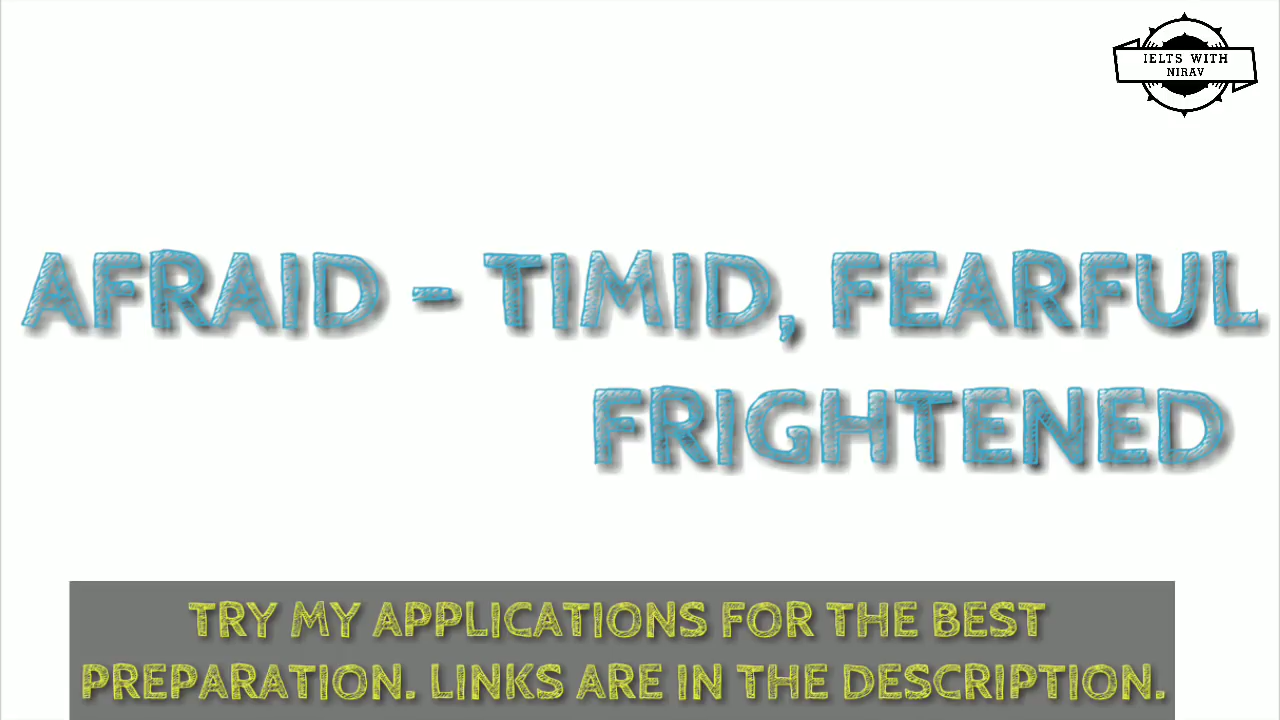 IELTS WITH
NIRAV
AFRAID - TIMID, FEARFUL
FRIGHTENED
TRY MY APPLICATIONS FOR THE BEST
PREPARATION. LINKS ARE IN THE DESCRIPTION.